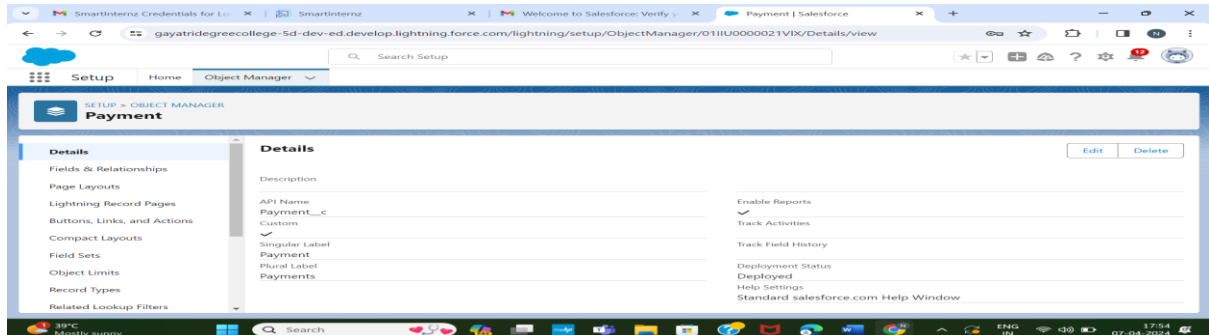 SmartInternz Credentials for Lo
SmartInternz
Welcome to Salesforce: Verify y
Payment | Salesforce
gayatridegreecollege-5d-dev-ed.develop.lightning.force.com/lightning/setup/ObjectManager/01IIU0000021VlX/Details/view
N
Search Setup
12
Setup
Home
Object Manager
SETUP > OBJECT MANAGER
Payment
Details
Fields & Relationships
Page Layouts
Lightning Record Pages
Buttons, Links, and Actions
Compact Layouts
Field Sets
Object Limits
Record Types
Related Lookup Filters
Details
Edit
Delete
Description
API Name
Payment__c
Custom
Singular Label
Payment
Plural Label
Payments
Enable Reports
Track Activities
Track Field History
Deployment Status
Deployed
Help Settings
Standard salesforce.com Help Window
39°C
Mostly sunny
Search
ENG
IN
17:54
07-04-2024